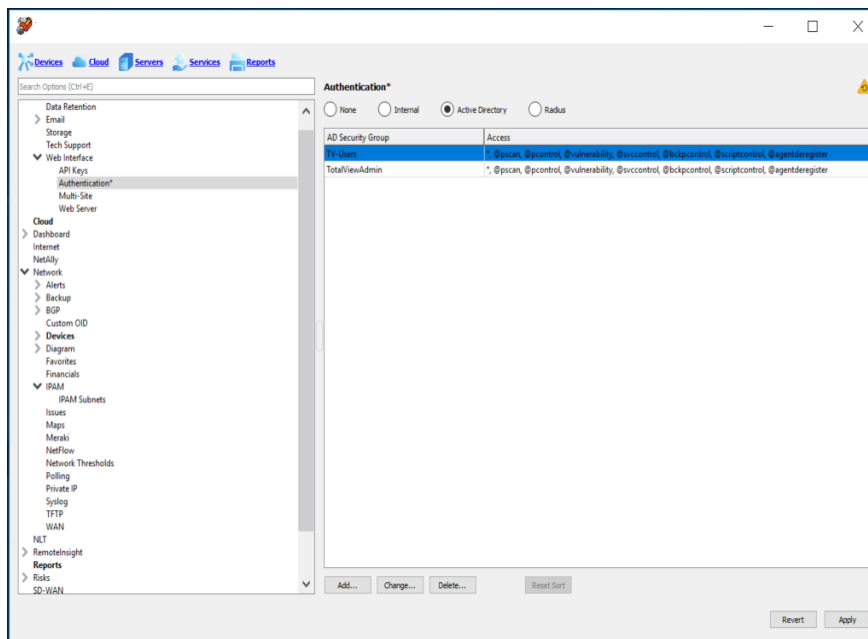 Devices Cloud Servers Services Reports
Search Options (Ctrl+E)
Data Retention
Email
Storage
Tech Support
Web Interface
API Keys
Authentication*
Multi-Site
Web Server
Cloud
Dashboard
Internet
NetAlly
Network
Alerts
Backup
BGP
Custom OID
Devices
Diagram
Favorites
Financials
IPAM
IPAM Subnets
Issues
Maps
Meraki
NetFlow
Network Thresholds
Polling
Private IP
Syslog
TFTP
WAN
NLT
RemoteInsight
Reports
Risks
SD-WAN
Authentication*
None Internal Active Directory Radius
AD Security Group Access
TV-Users *, @pscan, @pcontrol, @vulnerability, @svccontrol, @bckpcontrol, @scriptcontrol, @agentderegister
TotalViewAdmin *, @pscan, @pcontrol, @vulnerability, @svccontrol, @bckpcontrol, @scriptcontrol, @agentderegister
Add... Change... Delete... Reset Sort
Revert Apply